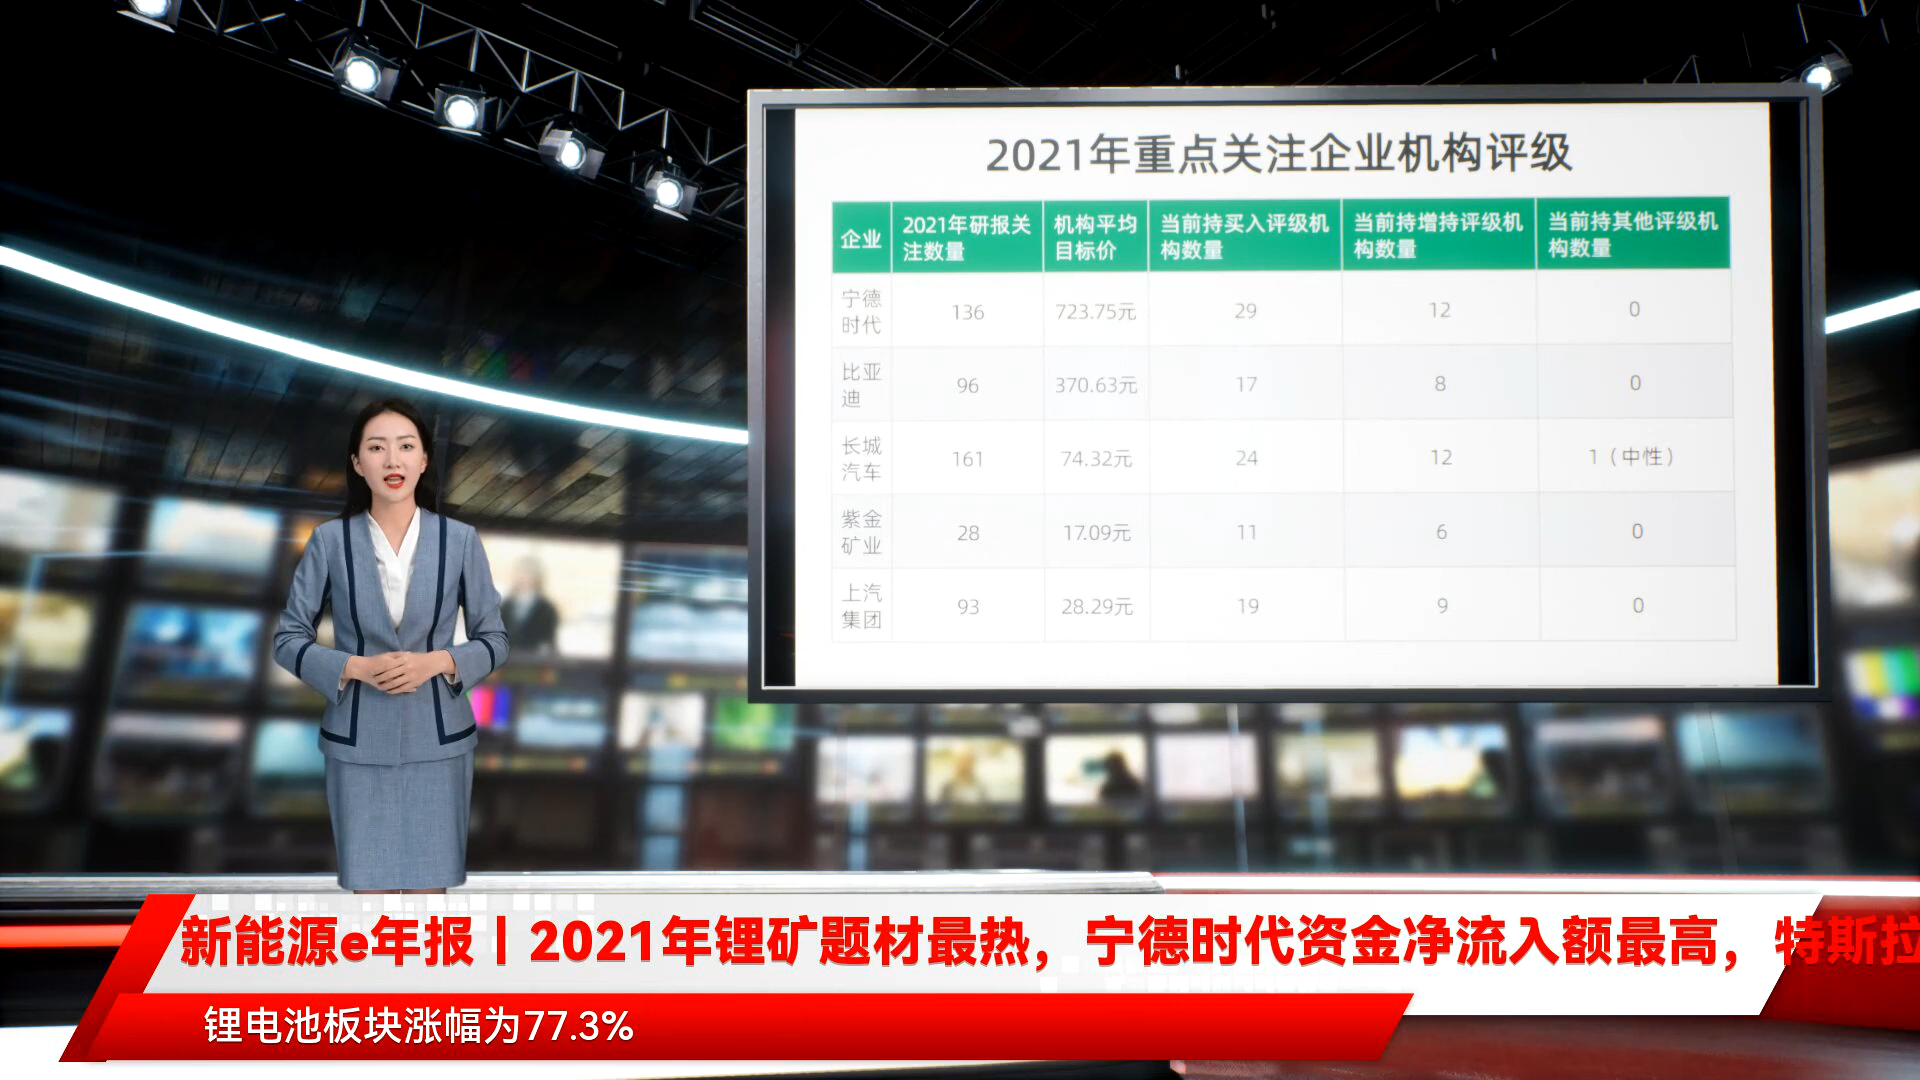 2021年重点关注企业机构评级
企业
2021年研报关
注数量
机构平均
目标价
当前持买入评级机
构数量
当前持增持评级机
构数量
当前持其他评级机
构数量
宁德
时代
136
723.75元
29
12
0
比亚
迪
96
370.63元
17
8
0
长城
汽车
161
74.32元
24
12
1（中性）
紫金
矿业
28
17.09元
11
6
0
上汽
集团
93
28.29元
19
9
0
新能源e年报丨2021年锂矿题材最热，宁德时代资金净流入额最高，特斯拉
锂电池板块涨幅为77.3%